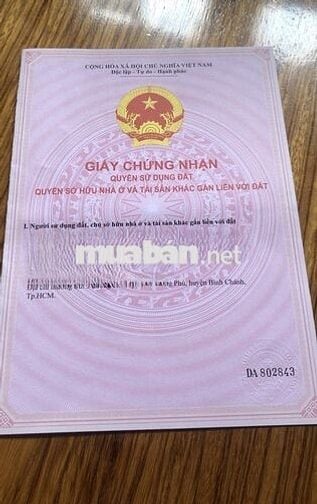 CỘNG HÒA XÃ HỘI CHỦ NGHĨA VIỆT NAM
Độc lập - Tự do - Hạnh phúc
GIẤY CHỨNG NHẬN
QUYỀN SỬ DỤNG ĐẤT
QUYỀN SỞ HỮU NHÀ Ở VÀ TÀI SẢN KHÁC GẮN LIỀN VỚI ĐẤT
I. Người sử dụng đất, chủ sở hữu nhà ở và tài sản khác gắn liền với đất
muaban.net
Phú, huyện Bình Chánh,
Tp.HCM.
DA 802843